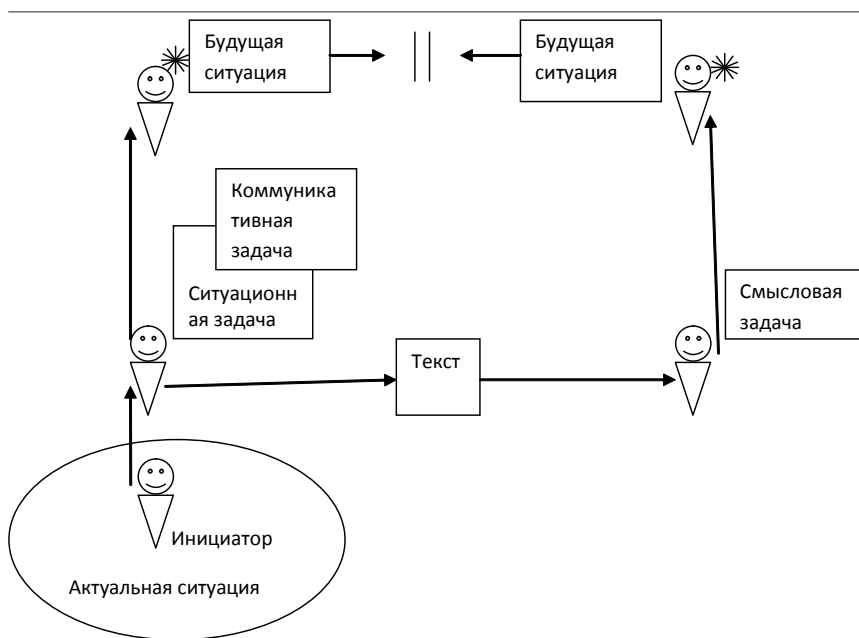 Будущая
ситуация
Будущая
ситуация
Коммуника
тивная
задача
Ситуационн
ая задача
Смысловая
задача
Текст
Инициатор
Актуальная ситуация